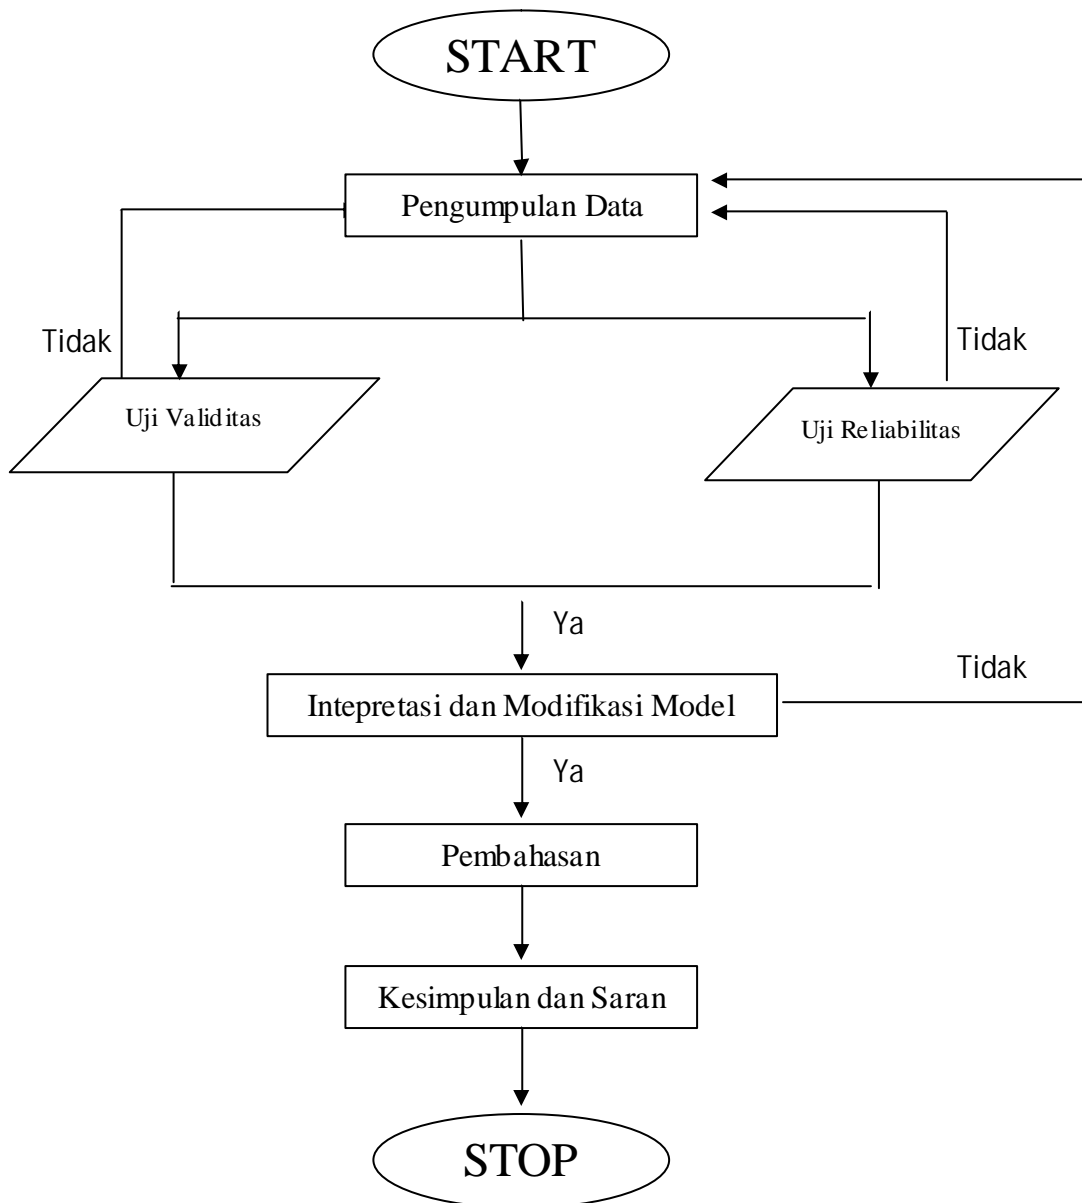 START
Pengumpulan Data
Tidak
Tidak
Uji Validitas
Uji Reliabilitas
Ya
Tidak
Intepretasi dan Modifikasi Model
Ya
Pembahasan
Kesimpulan dan Saran
STOP